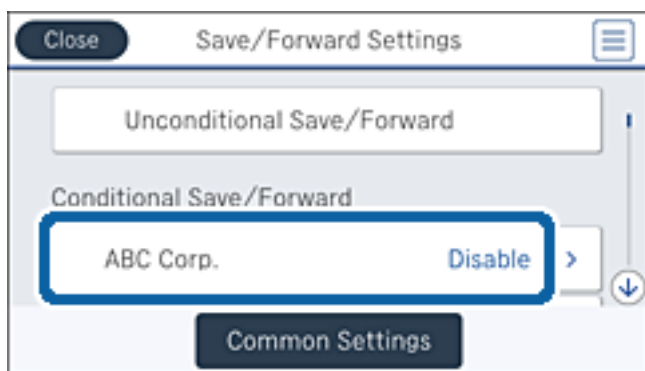 Close Save/Forward Settings
Unconditional Save/Forward
Conditional Save/Forward
ABC Corp. Disable >
Common Settings